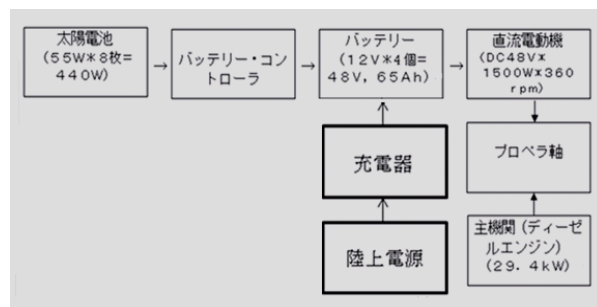 太陽電池
(55W*8枚=
440W)
→
バッテリー・コン
トローラ
→
バッテリー
(12V*4個=
48V, 65Ah)
→
直流電動機
(DC48V*
1500W*360
rpm)
充電器
プロペラ軸
陸上電源
主機関(ディーゼ
ルエンジン)
(29.4kW)